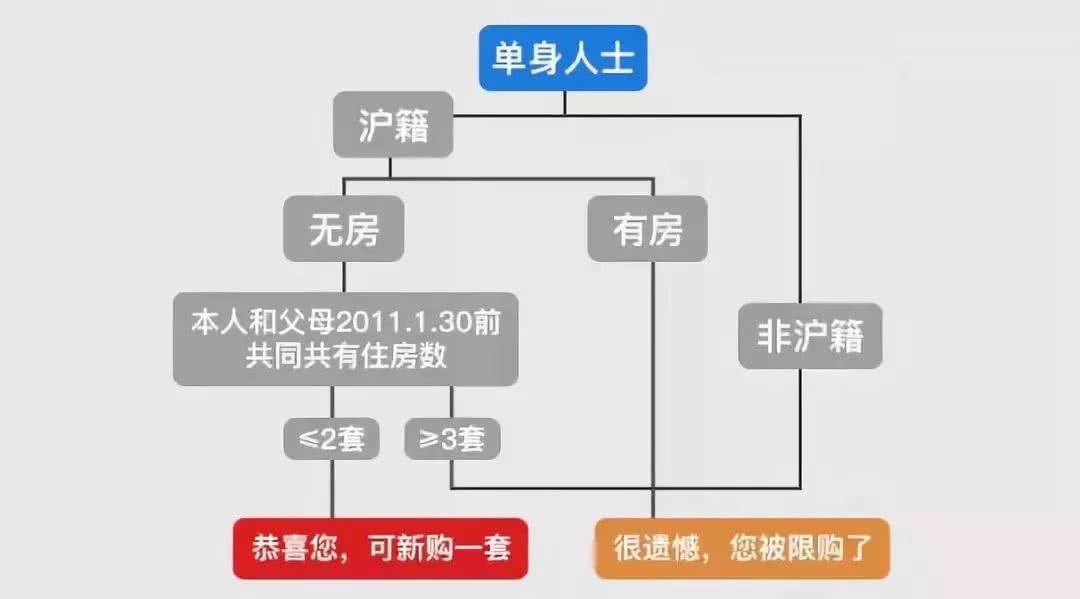 单身人士
沪籍
无房
有房
本人和父母2011.1.30前
共同共有住房数
非沪籍
≤2套
≥3套
恭喜您，可新购一套
很遗憾，您被限购了